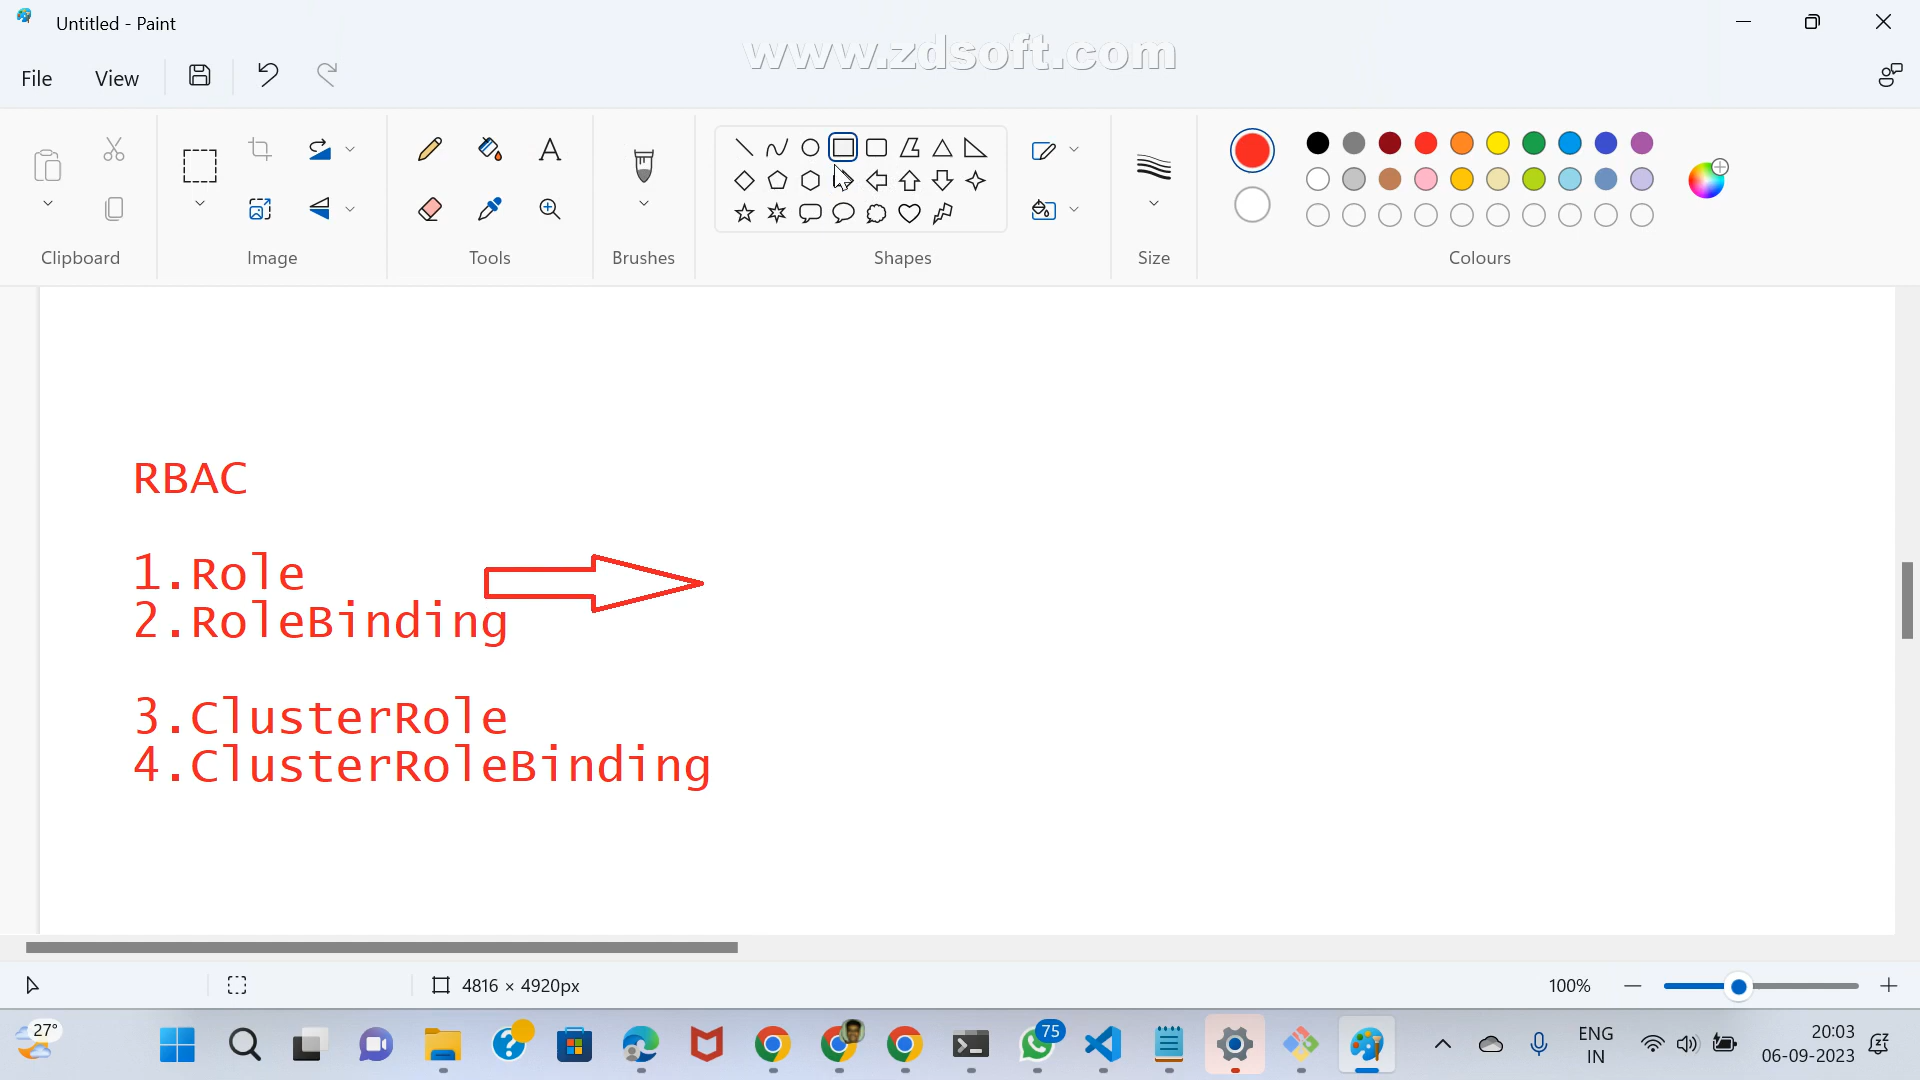 Untitled - Paint
www.zdsoft.com
File
View
Clipboard
Image
Tools
Brushes
Shapes
Size
Colours
RBAC
1.Role
2.RoleBinding
3.ClusterRole
4.ClusterRoleBinding
4816 × 4920px
100%
27°
75
ENG
IN
20:03
06-09-2023